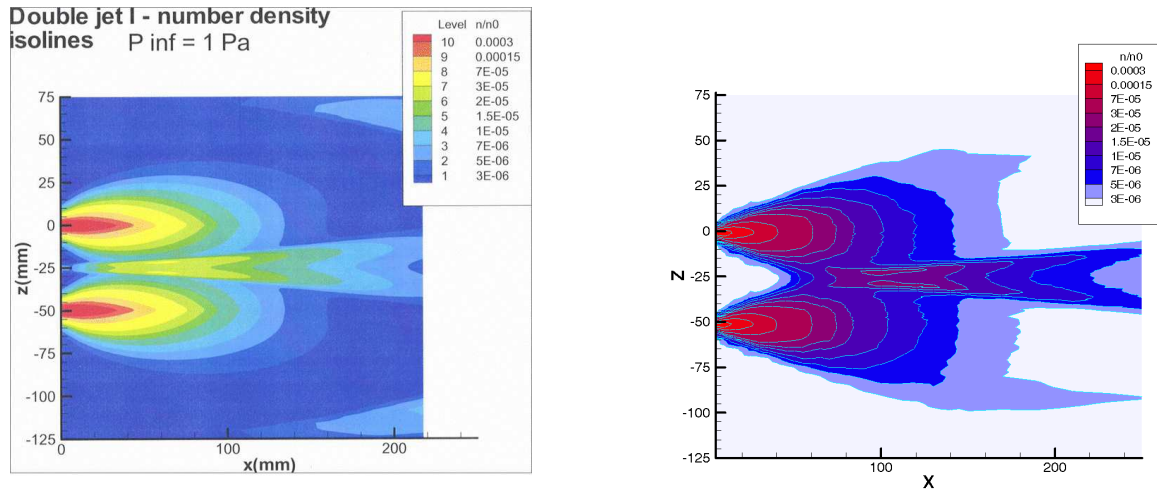 Double jet I - number density
isolines P inf = 1 Pa
Level n/n0
10 0.0003
9 0.00015
8 7E-05
7 3E-05
6 2E-05
5 1.5E-05
4 1E-05
3 7E-06
2 5E-06
1 3E-06
75
50
25
0
-25
-50
-75
-100
-125
z(mm)
0 100 200
x(mm)
n/n0
0.0003
0.00015
7E-05
3E-05
2E-05
1.5E-05
1E-05
7E-06
5E-06
3E-06
75
50
25
0
-25
-50
-75
-100
-125
Z
100 200
X